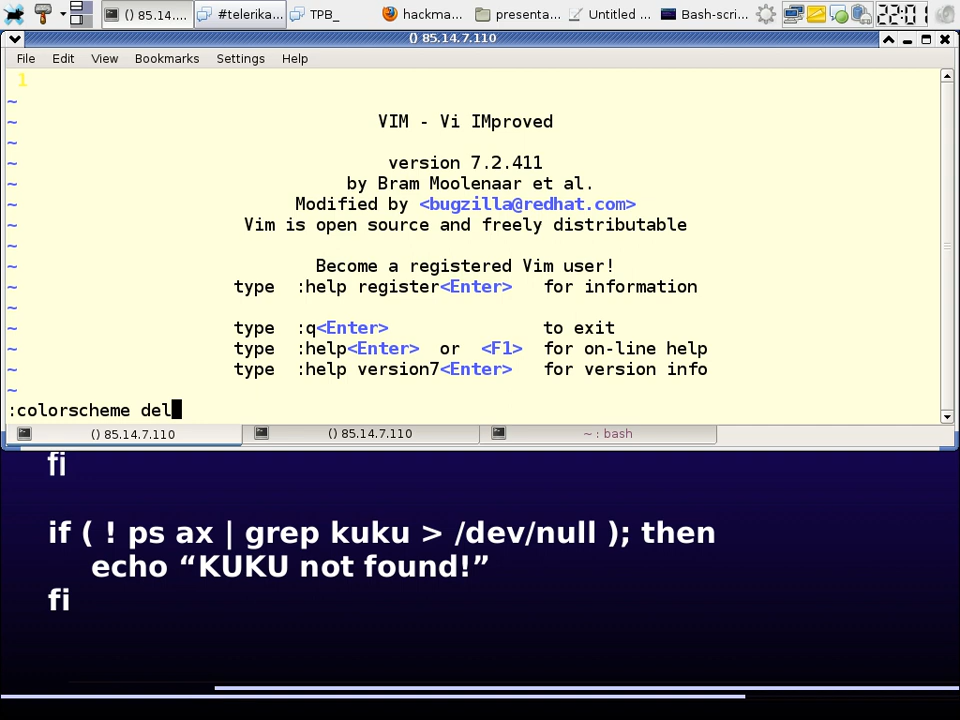 () 85.14.... #telerika... TPB_ hackma... presenta... Untitled ... Bash-scri... 22:01
() 85.14.7.110
File Edit View Bookmarks Settings Help
1
~
~ VIM - Vi IMproved
~
~ version 7.2.411
~ by Bram Moolenaar et al.
~ Modified by <bugzilla@redhat.com>
~ Vim is open source and freely distributable
~
~ Become a registered Vim user!
~ type :help register<Enter> for information
~
~ type :q<Enter> to exit
~ type :help<Enter> or <F1> for on-line help
~ type :help version7<Enter> for version info
~
:colorscheme del
() 85.14.7.110 () 85.14.7.110 ~ : bash
fi
if ( ! ps ax | grep kuku > /dev/null ); then
echo “KUKU not found!”
fi